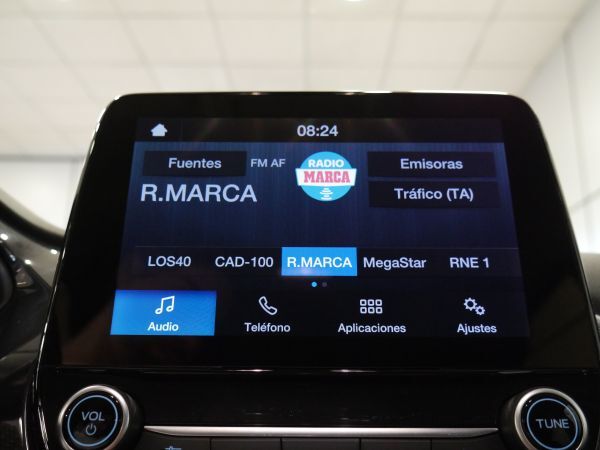 08:24
Fuentes
FM AF
RADIO
MARCA
Emisoras
R.MARCA
Tráfico (TA)
LOS40 CAD-100 R.MARCA MegaStar RNE 1
Audio Teléfono Aplicaciones Ajustes
VOL TUNE